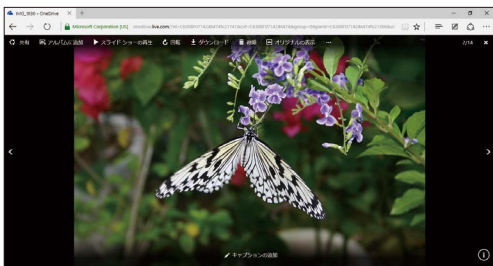 IMG_1836 - OneDrive
Microsoft Corporation [US]
共有 アルバムに追加 スライド ショーの再生 回転 ダウンロード 削除 オリジナルの表示 … 2/14
キャプションの追加